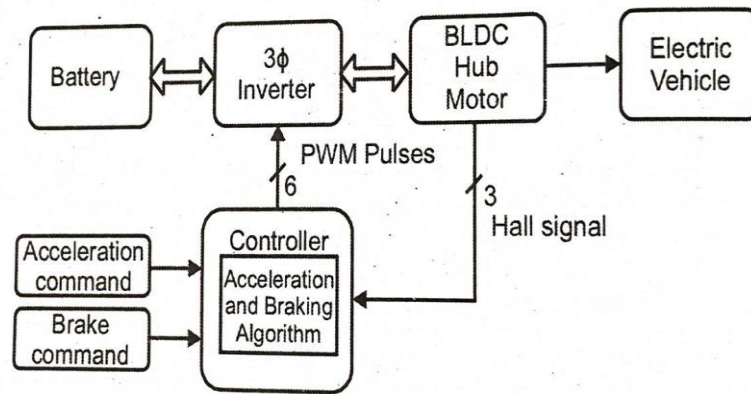 Battery
3ϕ
Inverter
BLDC
Hub
Motor
Electric
Vehicle
PWM Pulses
6
3
Hall signal
Acceleration
command
Brake
command
Controller
Acceleration
and Braking
Algorithm